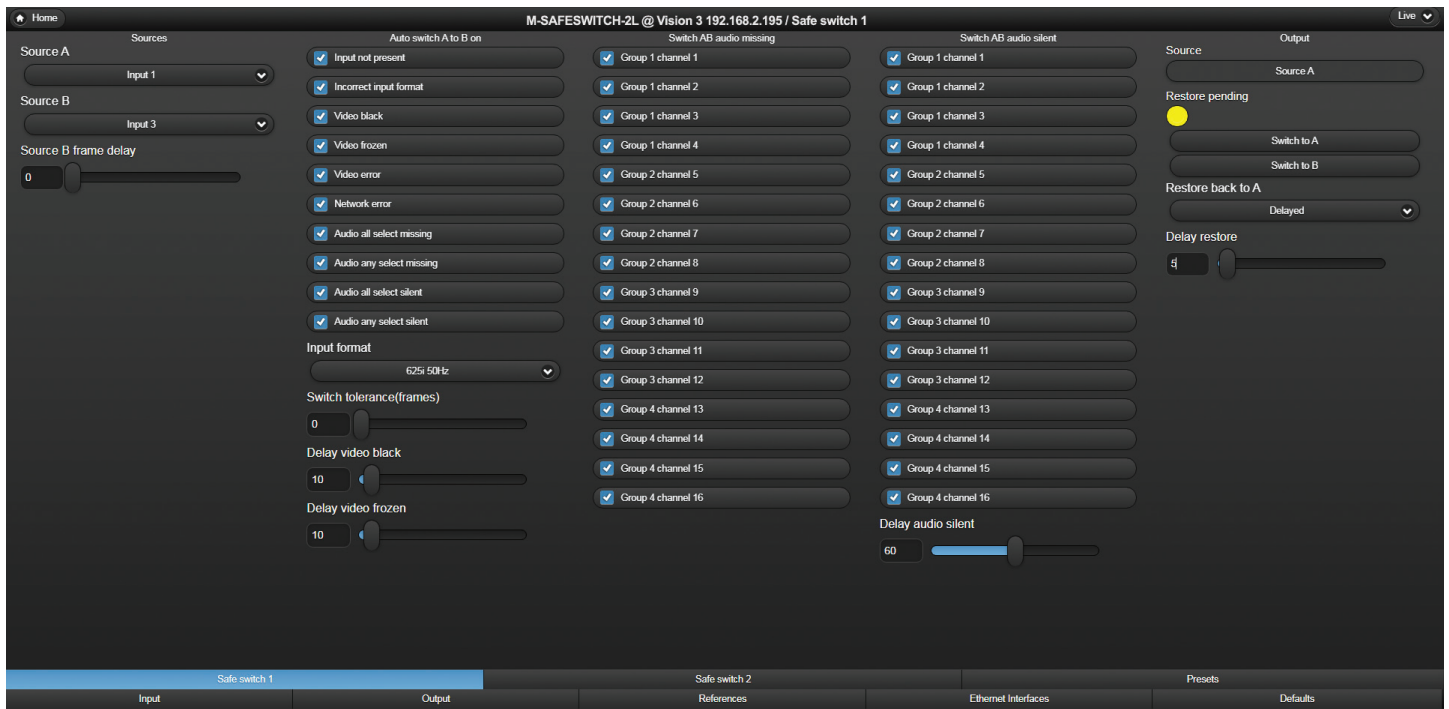 Home
M-SAFESWITCH-2L @ Vision 3 192.168.2.195 / Safe switch 1
Live
Sources
Source A
Input 1
Source B
Input 3
Source B frame delay
0
Auto switch A to B on
Input not present
Incorrect input format
Video black
Video frozen
Video error
Network error
Audio all select missing
Audio any select missing
Audio all select silent
Audio any select silent
Input format
625i 50Hz
Switch tolerance(frames)
0
Delay video black
10
Delay video frozen
10
Switch AB audio missing
Group 1 channel 1
Group 1 channel 2
Group 1 channel 3
Group 1 channel 4
Group 2 channel 5
Group 2 channel 6
Group 2 channel 7
Group 2 channel 8
Group 3 channel 9
Group 3 channel 10
Group 3 channel 11
Group 3 channel 12
Group 4 channel 13
Group 4 channel 14
Group 4 channel 15
Group 4 channel 16
Switch AB audio silent
Group 1 channel 1
Group 1 channel 2
Group 1 channel 3
Group 1 channel 4
Group 2 channel 5
Group 2 channel 6
Group 2 channel 7
Group 2 channel 8
Group 3 channel 9
Group 3 channel 10
Group 3 channel 11
Group 3 channel 12
Group 4 channel 13
Group 4 channel 14
Group 4 channel 15
Group 4 channel 16
Delay audio silent
60
Output
Source
Source A
Restore pending
Switch to A
Switch to B
Restore back to A
Delayed
Delay restore
5
Safe switch 1
Safe switch 2
Presets
Input
Output
References
Ethernet Interfaces
Defaults